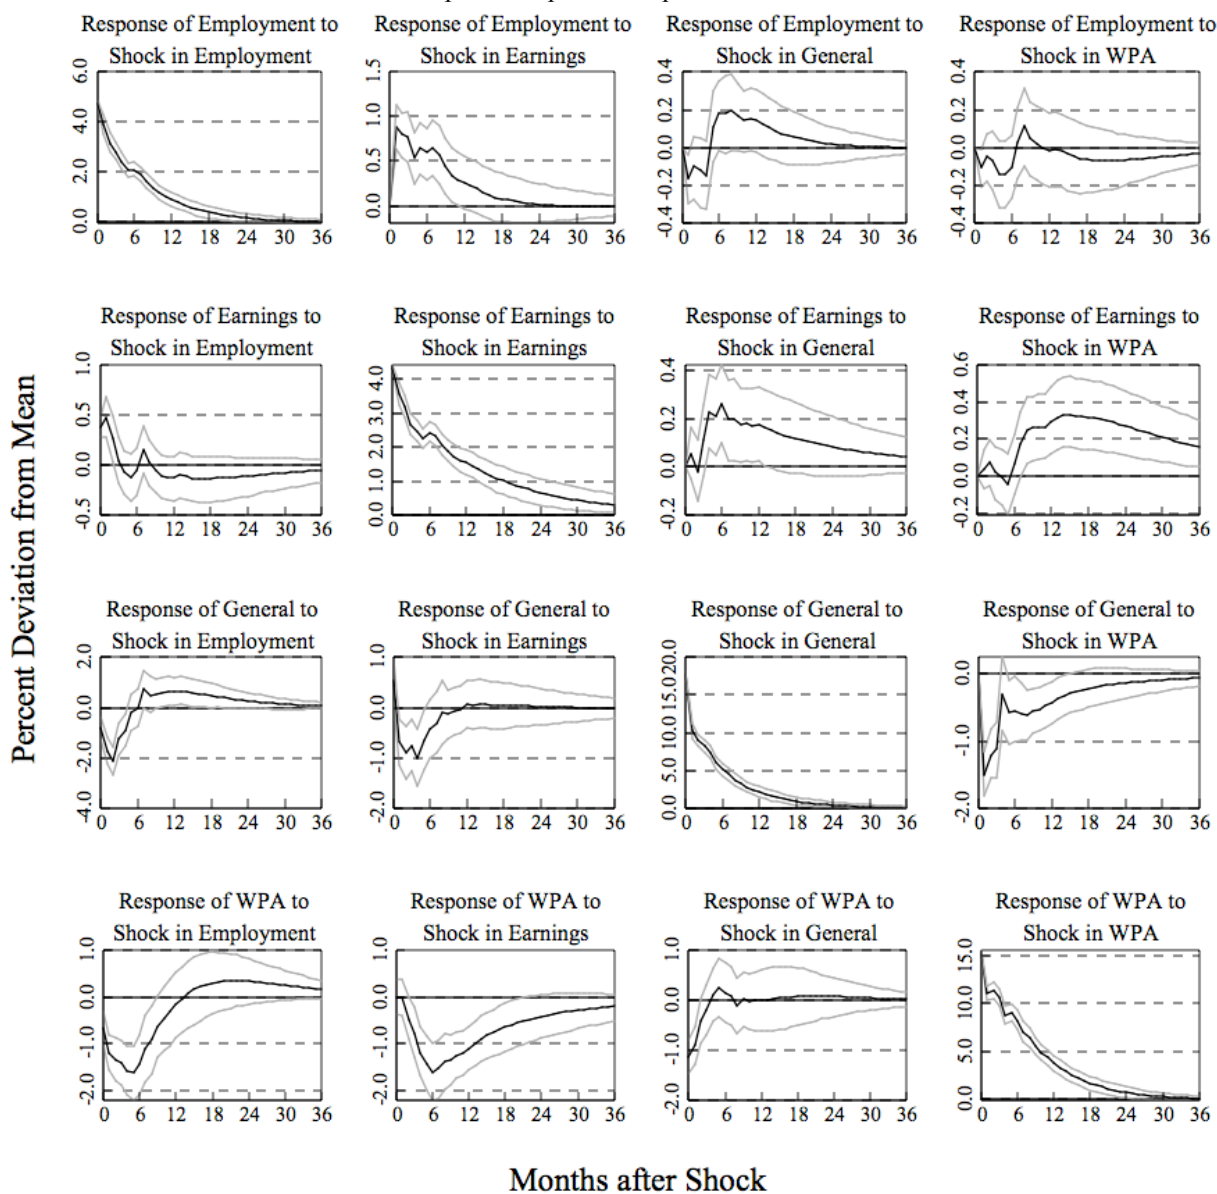 Response of Employment to
Shock in Employment
6.0
4.0
2.0
0.0
0 6 12 18 24 30 36
Response of Employment to
Shock in Earnings
1.5
1.0
0.5
0.0
0 6 12 18 24 30 36
Response of Employment to
Shock in General
0.4
0.2
0.0
-0.2
-0.4
0 6 12 18 24 30 36
Response of Employment to
Shock in WPA
0.4
0.2
0.0
-0.2
-0.4
0 6 12 18 24 30 36
Percent Deviation from Mean
Response of Earnings to
Shock in Employment
1.0
0.5
0.0
-0.5
0 6 12 18 24 30 36
Response of Earnings to
Shock in Earnings
4.0
3.0
2.0
1.0
0.0
0 6 12 18 24 30 36
Response of Earnings to
Shock in General
0.4
0.2
0.0
-0.2
0 6 12 18 24 30 36
Response of Earnings to
Shock in WPA
0.6
0.4
0.2
0.0
-0.2
0 6 12 18 24 30 36
Response of General to
Shock in Employment
2.0
0.0
-2.0
-4.0
0 6 12 18 24 30 36
Response of General to
Shock in Earnings
1.0
0.0
-1.0
-2.0
0 6 12 18 24 30 36
Response of General to
Shock in General
20.0
15.0
10.0
5.0
0.0
0 6 12 18 24 30 36
Response of General to
Shock in WPA
0.0
-1.0
-2.0
0 6 12 18 24 30 36
Response of WPA to
Shock in Employment
1.0
0.0
-1.0
-2.0
0 6 12 18 24 30 36
Response of WPA to
Shock in Earnings
1.0
0.0
-1.0
-2.0
0 6 12 18 24 30 36
Response of WPA to
Shock in General
1.0
0.0
-1.0
-2.0
0 6 12 18 24 30 36
Response of WPA to
Shock in WPA
15.0
10.0
5.0
0.0
0 6 12 18 24 30 36
Months after Shock